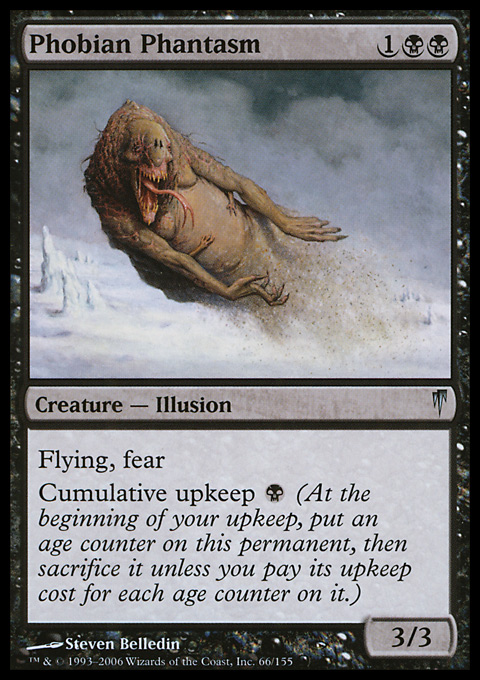 Phobian Phantasm 1
Creature — Illusion
Flying, fear
Cumulative upkeep (At the
beginning of your upkeep, put an
age counter on this permanent, then
sacrifice it unless you pay its upkeep
cost for each age counter on it.)
Steven Belledin
3/3
™ & © 1993–2006 Wizards of the Coast, Inc. 66/155